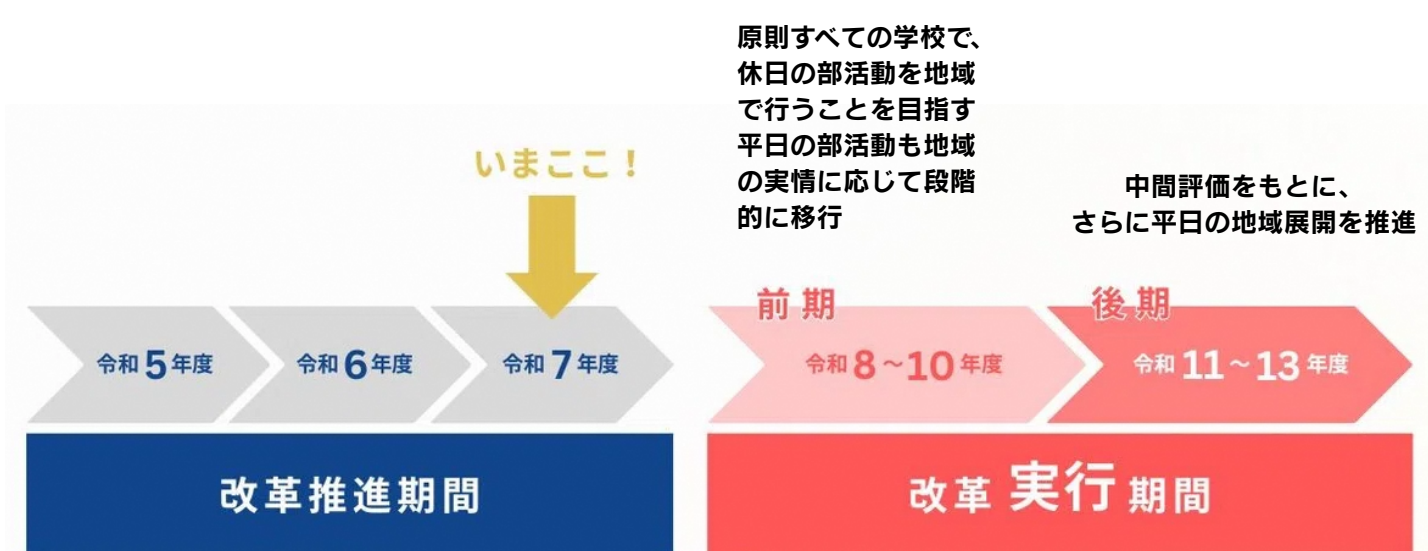 原則すべての学校で、
休日の部活動を地域
で行うことを目指す
平日の部活動も地域
の実情に応じて段階
的に移行
いまここ！
中間評価をもとに、
さらに平日の地域展開を推進
前期
後期
令和5年度
令和6年度
令和7年度
令和8～10年度
令和11～13年度
改革推進期間
改革実行期間